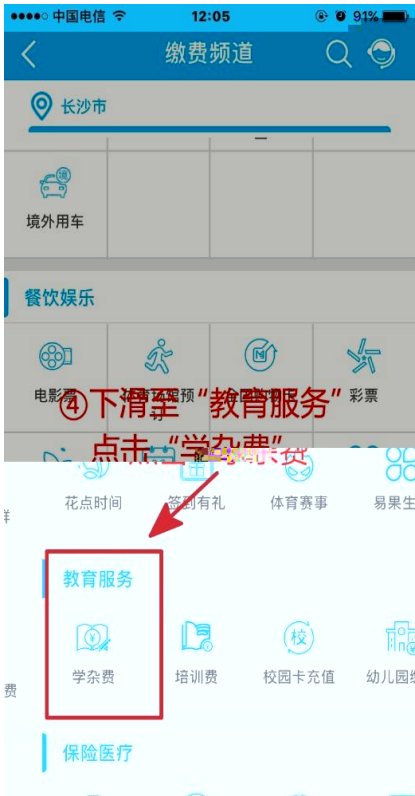 中国电信 12:05 91%
缴费频道
长沙市
境外用车
餐饮娱乐
彩票
④下滑至“教育服务”
点击“学杂费”
花点时间 签到有礼 体育赛事 易果生
群
教育服务
学杂费 培训费 校园卡充值 幼儿园缴
费
保险医疗